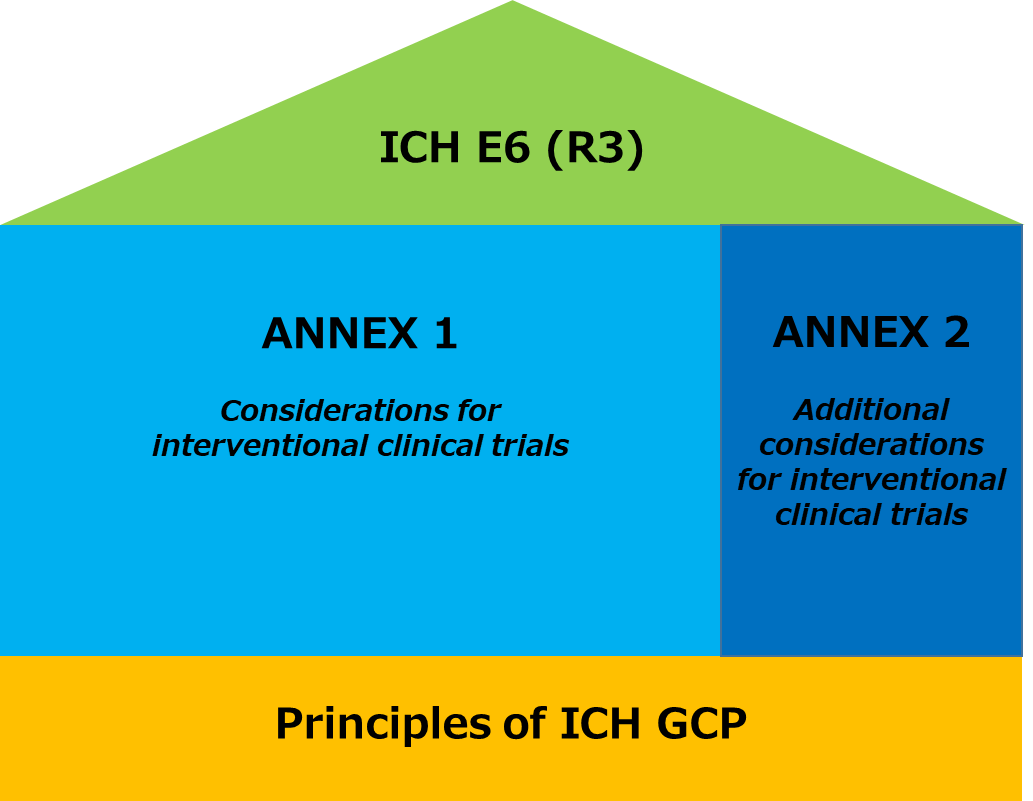 ICH E6 (R3)
ANNEX 1
Considerations for
interventional clinical trials
ANNEX 2
Additional
considerations
for interventional
clinical trials
Principles of ICH GCP